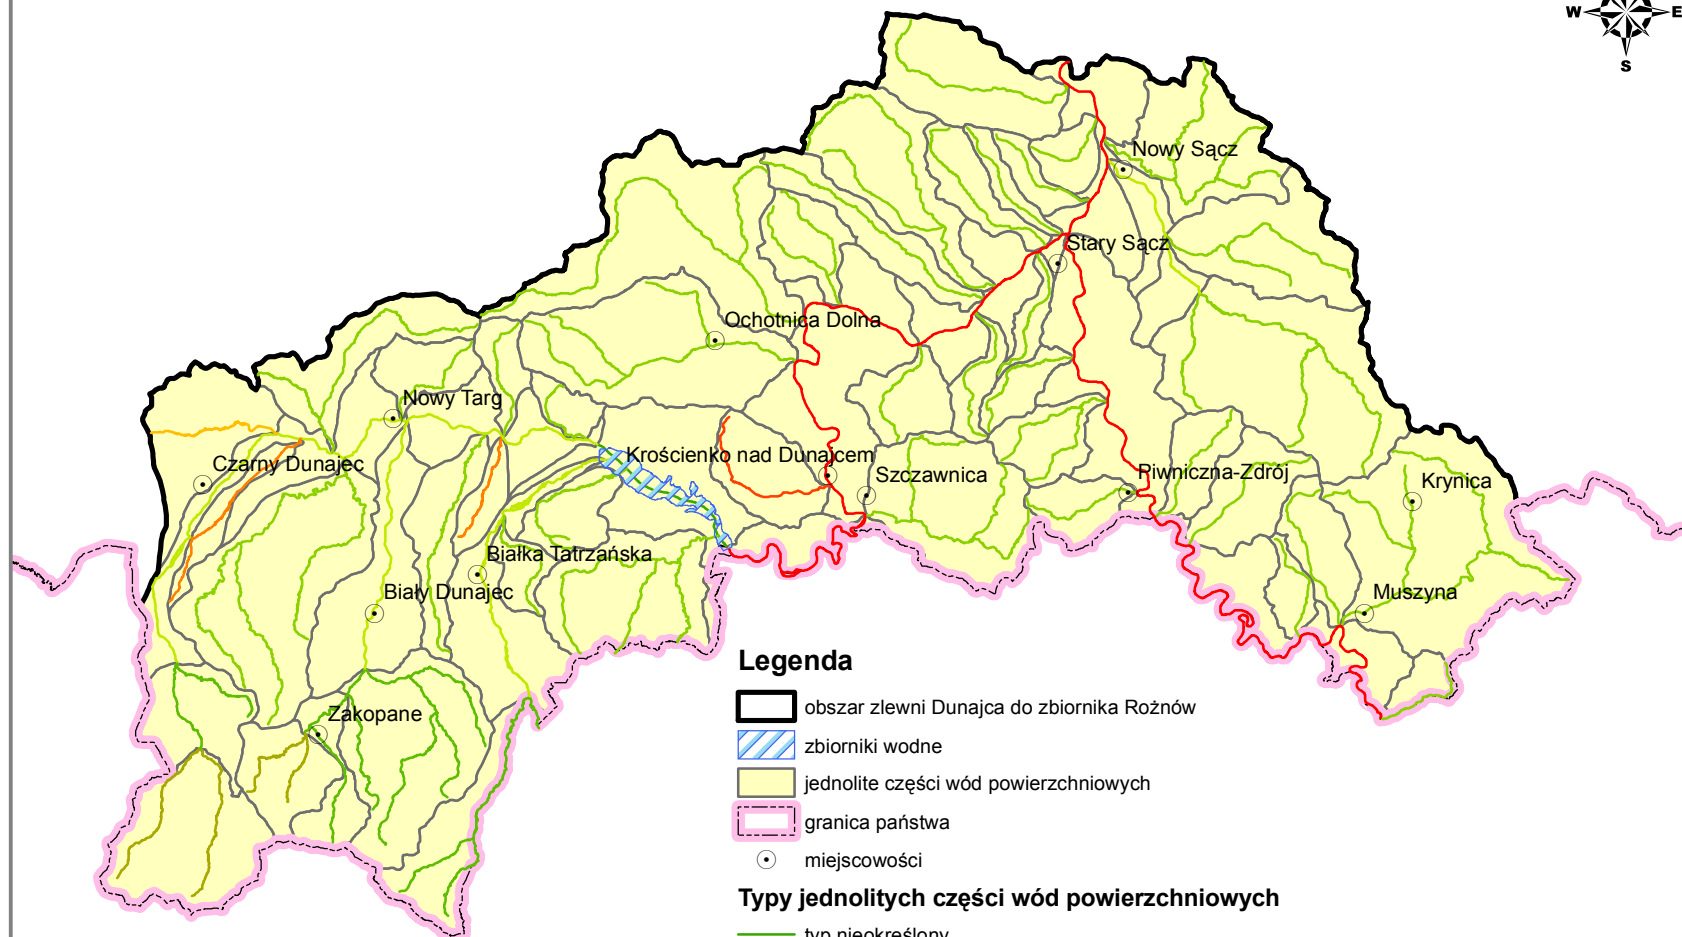 W E
S
Nowy Sącz
Stary Sącz
Ochotnica Dolna
Nowy Targ
Krościenko nad Dunajcem
Czarny Dunajec
Szczawnica
Piwniczna-Zdrój
Krynica
Białka Tatrzańska
Biały Dunajec
Muszyna
Zakopane
Legenda
obszar zlewni Dunajca do zbiornika Rożnów
zbiorniki wodne
jednolite części wód powierzchniowych
granica państwa
miejscowości
Typy jednolitych części wód powierzchniowych
typ nieokreślony